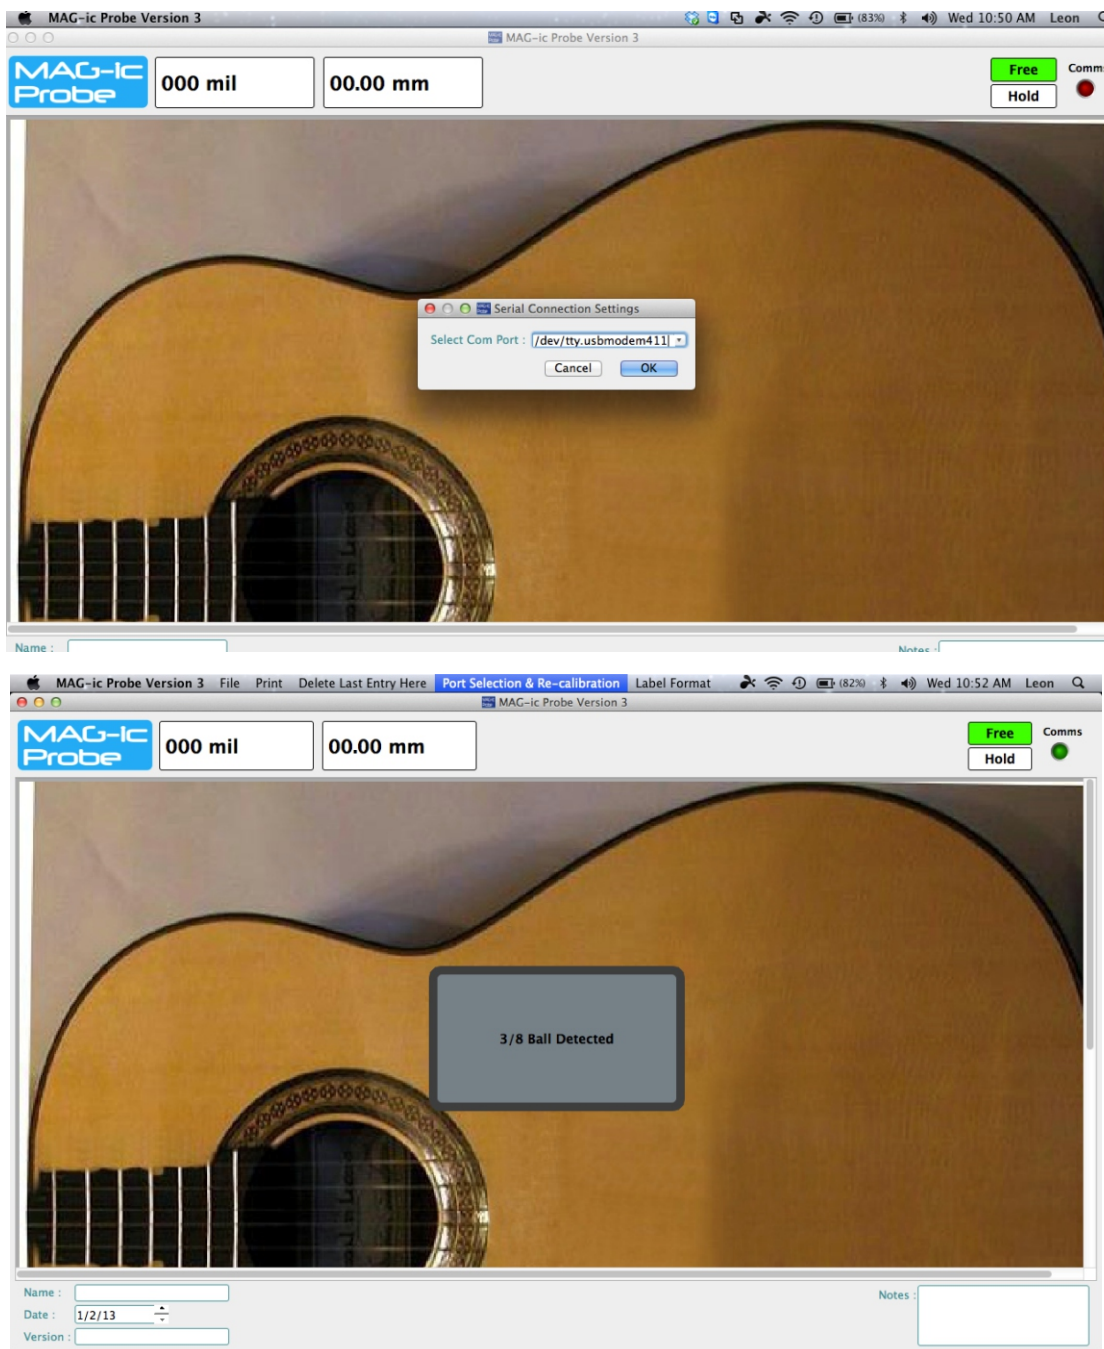 MAG-ic Probe Version 3 (83%) Wed 10:50 AM Leon
MAG-ic Probe Version 3
MAG-ic
Probe
000 mil
00.00 mm
Free
Hold
Comms
Serial Connection Settings
Select Com Port : /dev/tty.usbmodem411
Cancel OK
Name :
Notes :
MAG-ic Probe Version 3 File Print Delete Last Entry Here Port Selection & Re-calibration Label Format (82%) Wed 10:52 AM Leon
MAG-ic Probe Version 3
MAG-ic
Probe
000 mil
00.00 mm
Free
Hold
Comms
3/8 Ball Detected
Name :
Date : 1/2/13
Version :
Notes :